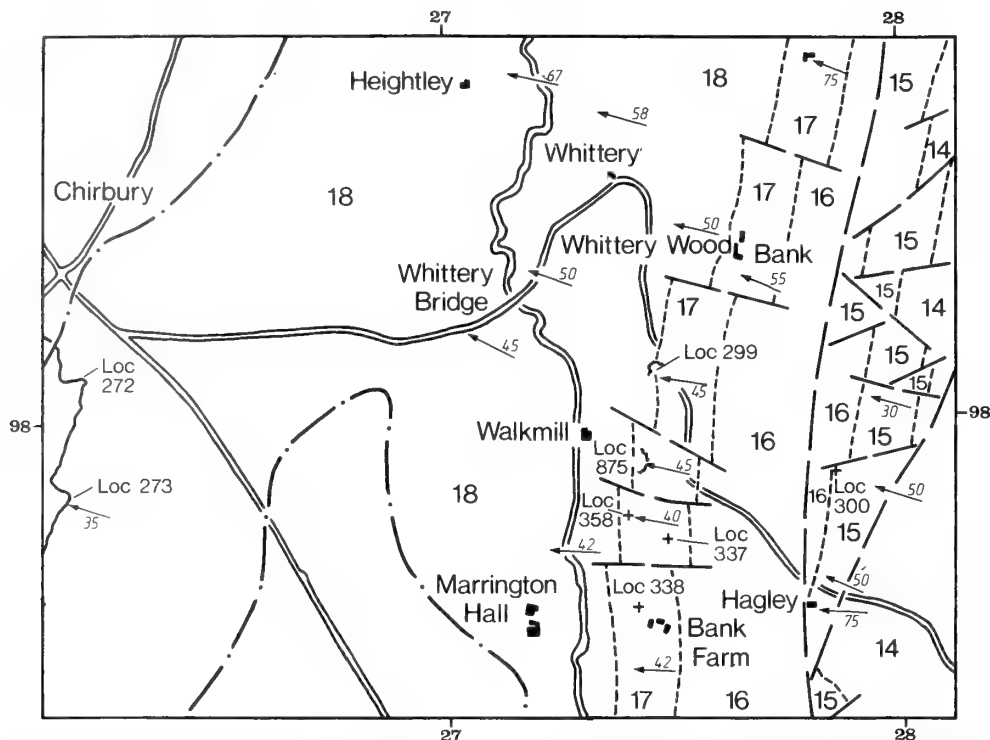 27
28
Heightley
67
18
75
15
58
17
14
Whittery
Chirbury
18
17
16
50
15
Whittery Wood
Bank
Whittery
Bridge
50
55
15
14
17
15
45
Loc 299
15
Loc
272
45
15
16
30
98
98
Walkmill
16
15
Loc
875
45
18
Loc 273
Loc
358
40
16
Loc
300
50
35
15
42
Loc
337
Marrington
Hall
Loc 338
Hagley
50
75
Bank
Farm
14
42
17
16
15
27
28